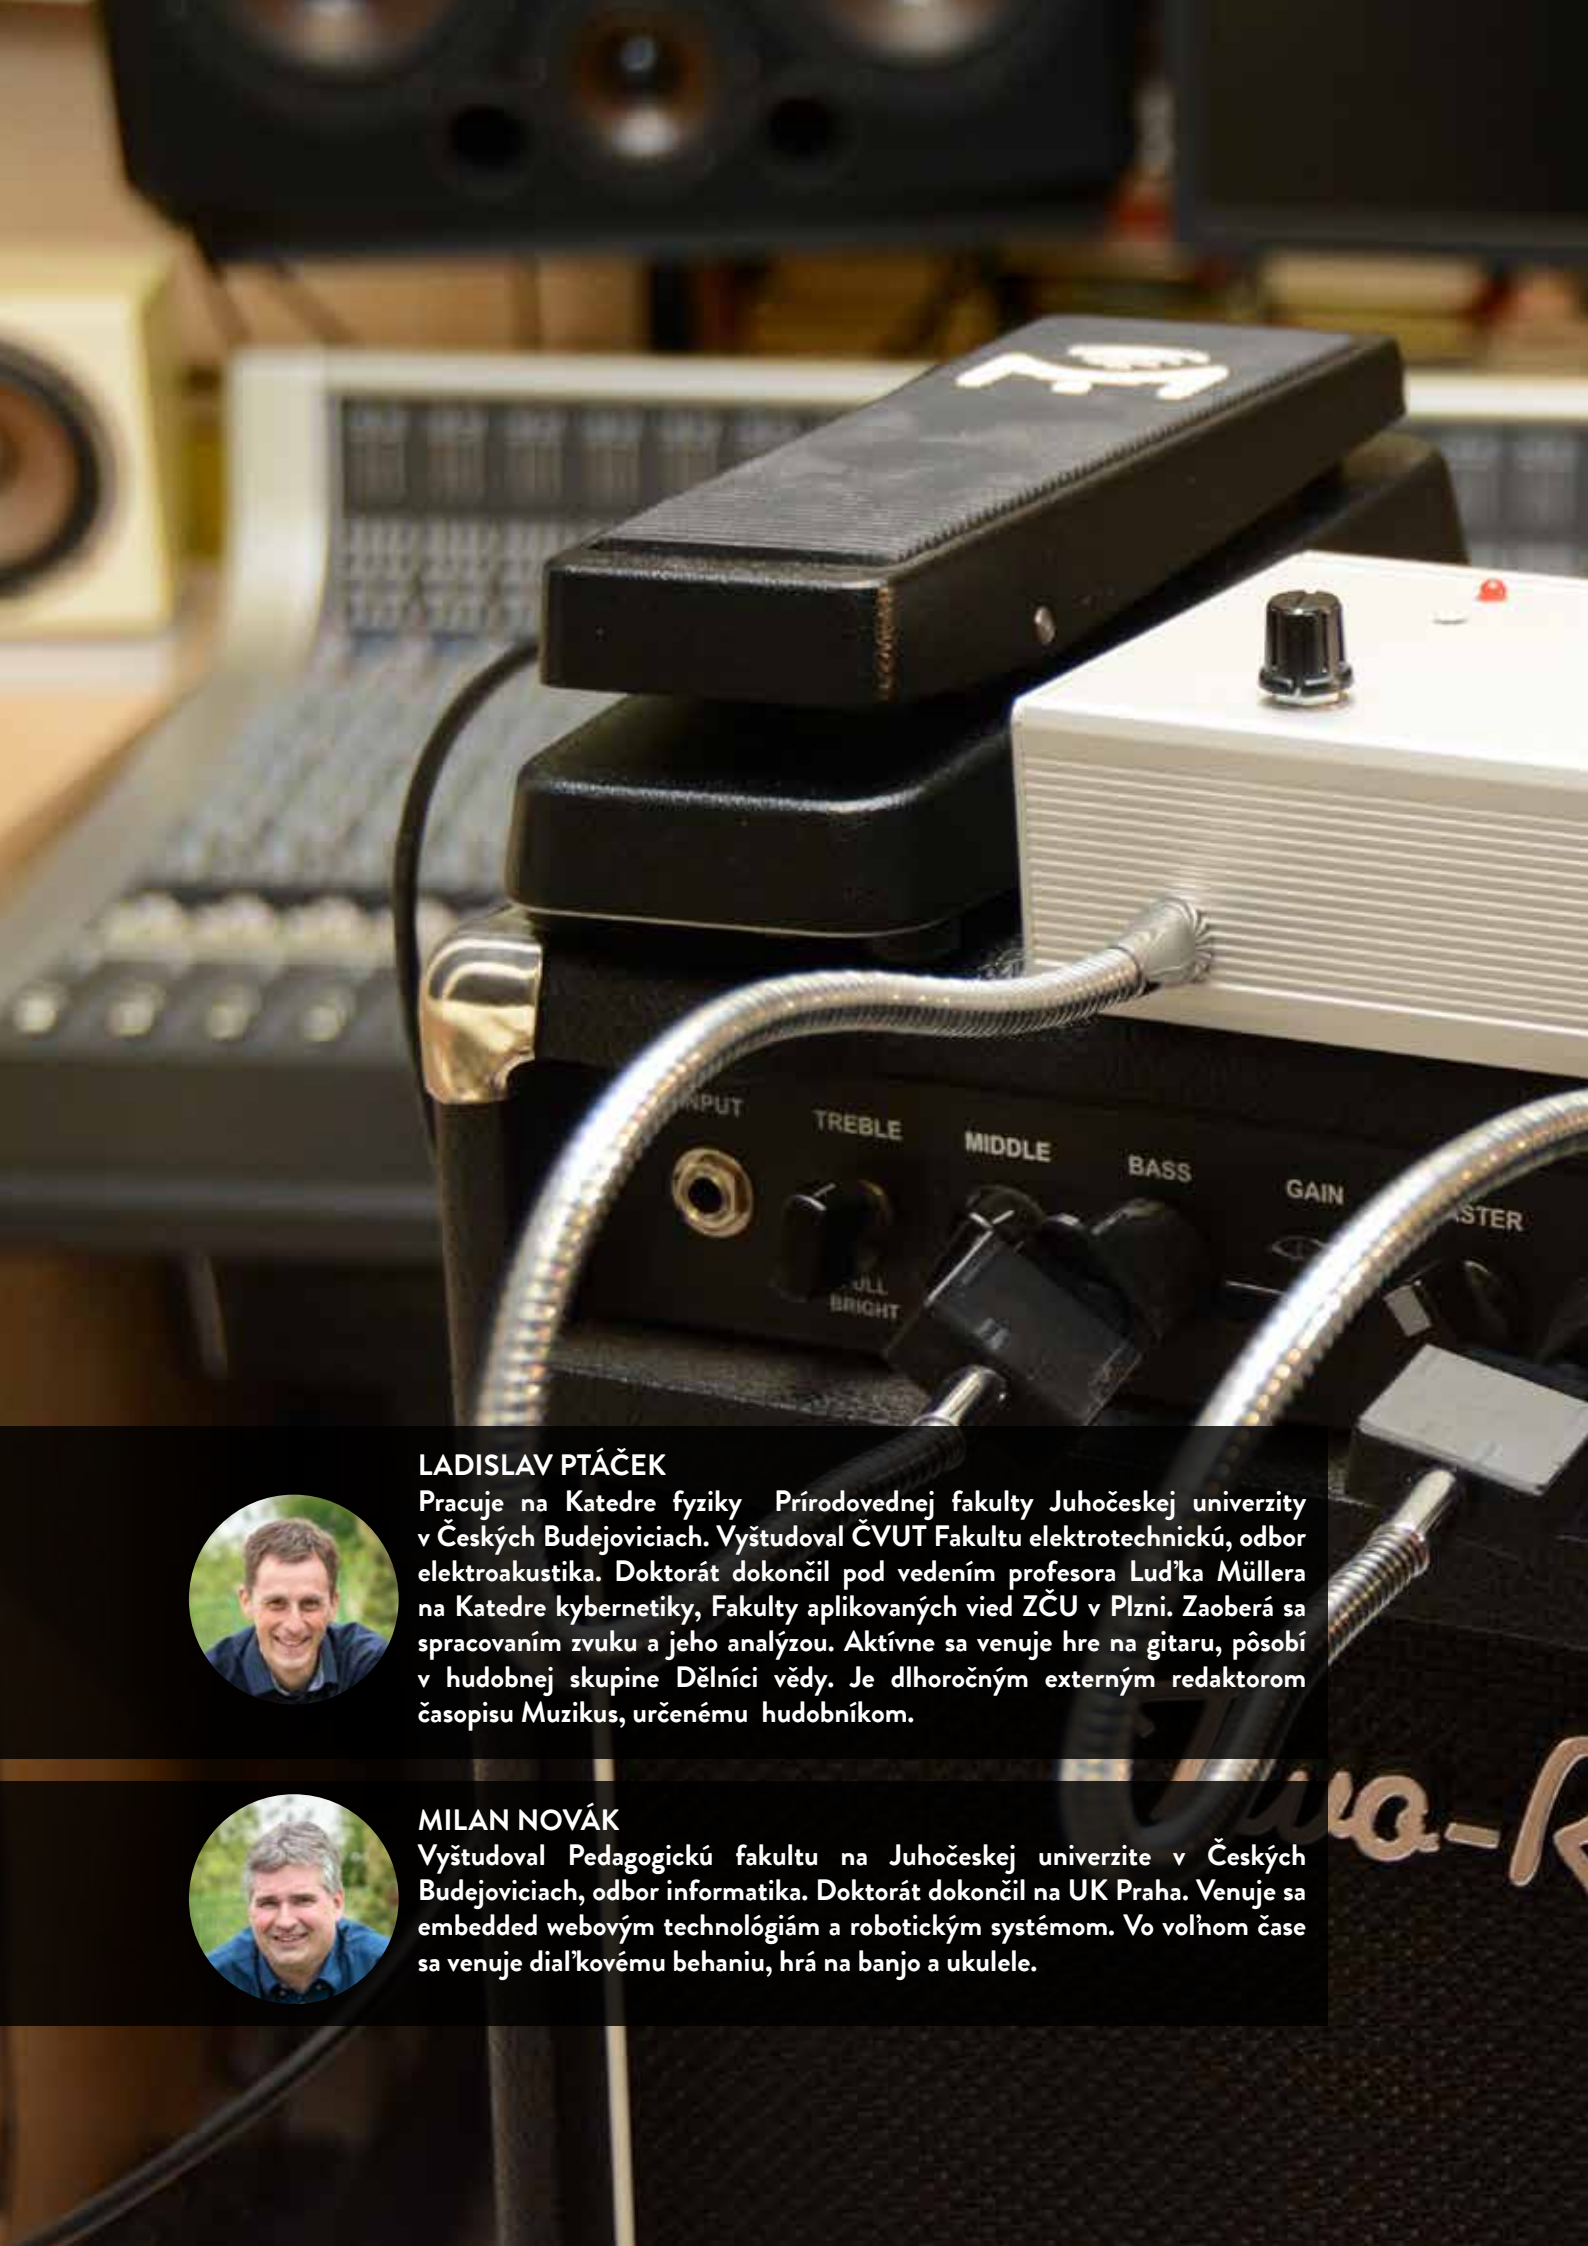 TREBLE
MIDDLE
BASS
GAIN
BRIGHT
LADISLAV PTÁČEK
Pracuje na Katedre fyziky Prírodovednej fakulty Juhočeskej univerzity
v Českých Budejoviciach. Vyštudoval ČVUT Fakultu elektrotechnickú, odbor
elektroakustika. Doktorát dokončil pod vedením profesora Luďka Müllera
na Katedre kybernetiky, Fakulty aplikovaných vied ZČU v Plzni. Zaoberá sa
spracovaním zvuku a jeho analýzou. Aktívne sa venuje hre na gitaru, pôsobí
v hudobnej skupine Dělníci vědy. Je dlhoročným externým redaktorom
časopisu Muzikus, určenému hudobníkom.
MILAN NOVÁK
Vyštudoval Pedagogickú fakultu na Juhočeskej univerzite v Českých
Budejoviciach, odbor informatika. Doktorát dokončil na UK Praha. Venuje sa
embedded webovým technológiám a robotickým systémom. Vo voľnom čase
sa venuje diaľkovému behaniu, hrá na banjo a ukulele.